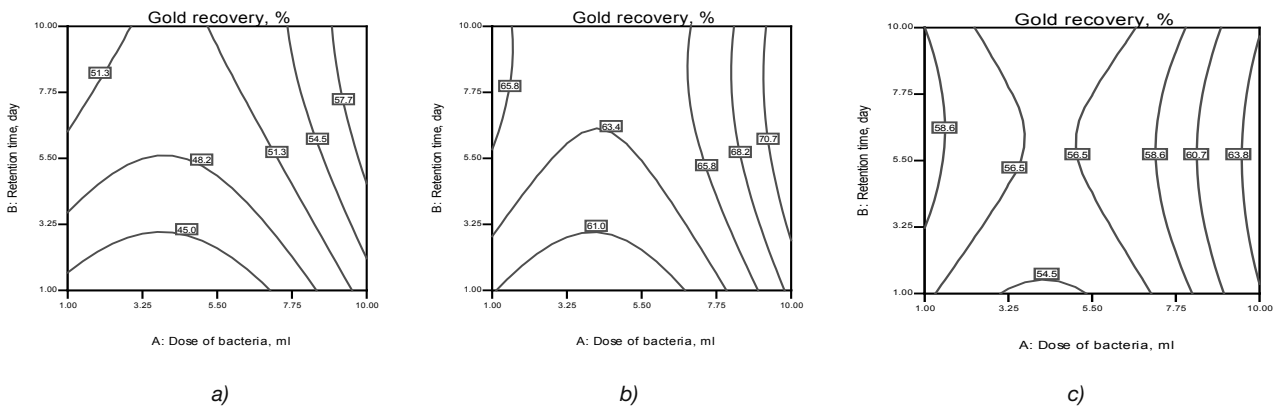 Gold recovery, %
10.00
7.75
5.50
3.25
1.00
1.00 3.25 5.50 7.75 10.00
B: Retention time, day
A: Dose of bacteria, ml
51.3
57.7
54.5
51.3
48.2
45.0
a)
Gold recovery, %
10.00
7.75
5.50
3.25
1.00
1.00 3.25 5.50 7.75 10.00
B: Retention time, day
A: Dose of bacteria, ml
65.8
63.4
70.7
68.2
65.8
61.0
b)
Gold recovery, %
10.00
7.75
5.50
3.25
1.00
1.00 3.25 5.50 7.75 10.00
B: Retention time, day
A: Dose of bacteria, ml
58.6
56.5
56.5
58.6
60.7
63.8
54.5
c)